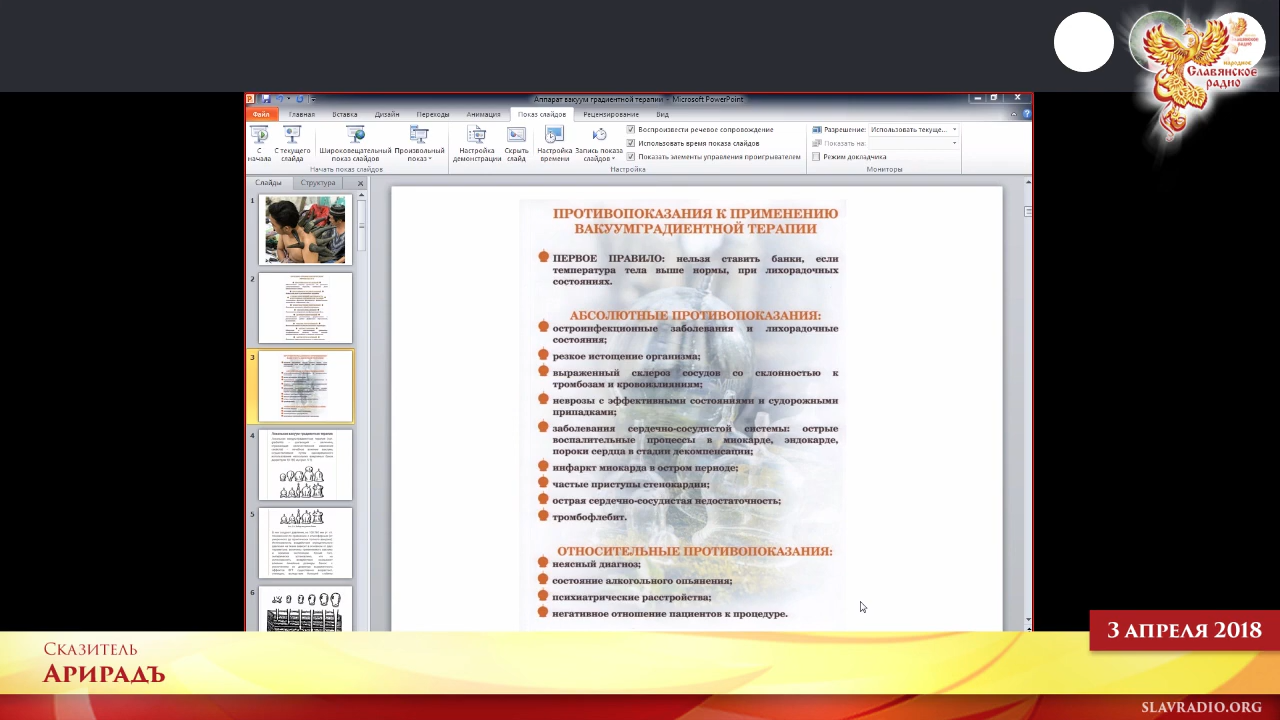 народное
Славянское
радио
Аппарат вакуум градиентной терапии - Microsoft PowerPoint
Файл Главная Вставка Дизайн Переходы Анимация Показ слайдов Рецензирование Вид
С начала
С текущего слайда
Широковещательный показ слайдов
Произвольный показ
Начать показ слайдов
Настройка демонстрации
Скрыть слайд
Настройка времени
Запись показа слайдов
Воспроизвести речевое сопровождение
Использовать время показа слайдов
Показать элементы управления проигрывателем
Настройка
Разрешение: Использовать текуще...
Показать на:
Режим докладчика
Мониторы
Слайды Структура
1
2
3
4
5
6
ПРОТИВОПОКАЗАНИЯ К ПРИМЕНЕНИЮ
ВАКУУМГРАДИЕНТНОЙ ТЕРАПИИ
ПЕРВОЕ ПРАВИЛО: нельзя ставить банки, если
температура тела выше нормы, при лихорадочных
состояниях.
АБСОЛЮТНЫЕ ПРОТИВОПОКАЗАНИЯ:
остроинфекционные заболевания и лихорадочные
состояния;
резкое истощение организма;
выраженный склероз сосудов со склонностью к
тромбозам и кровоизлияниям;
неврозы с эффективными состояниями и судорожными
припадками;
заболевания сердечно-сосудистой системы: острые
воспалительные процессы в миокарде, эндокарде,
пороки сердца в стадии декомпенсации;
инфаркт миокарда в остром периоде;
частые приступы стенокардии;
острая сердечно-сосудистая недостаточность;
тромбофлебит.
ОТНОСИТЕЛЬНЫЕ ПРОТИВОПОКАЗАНИЯ:
неясный диагноз;
состояние алкогольного опьянения;
психиатрические расстройства;
негативное отношение пациентов к процедуре.
3 АПРЕЛЯ 2018
Сказитель
АРИРАДЪ
SLAVRADIO.ORG